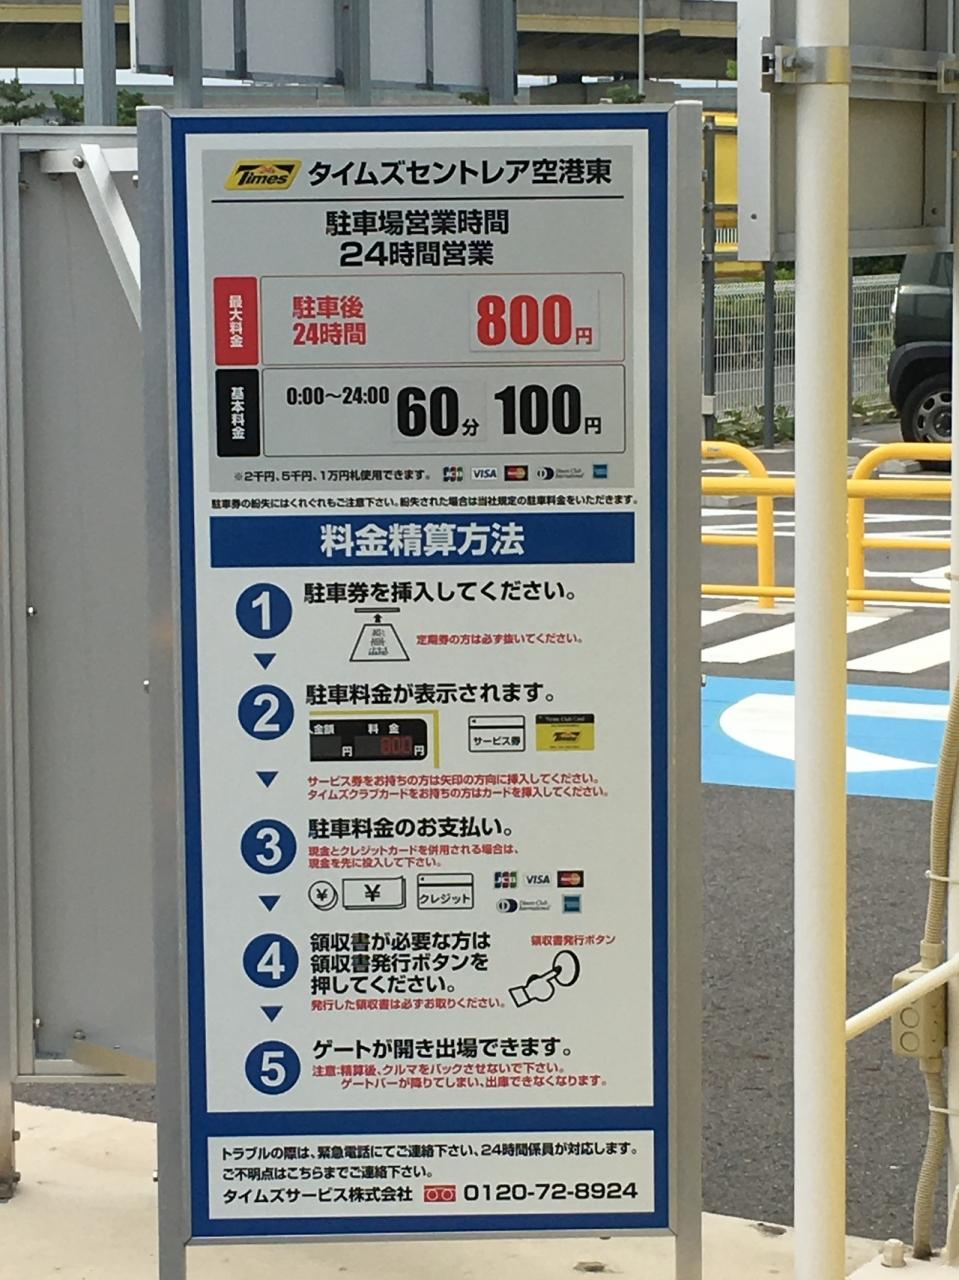 Times タイムズセントレア空港東
駐車場営業時間
24時間営業
最大料金
駐車後
24時間
800円
基本料金
0:00～24:00 60分 100円
※2千円、5千円、1万円札使用できます。 JCB VISA MasterCard Diners Club International
駐車券の紛失にはくれぐれもご注意下さい。紛失された場合は当社規定の駐車料金をいただきます。
料金精算方法
1 駐車券を挿入してください。
定期券の方は必ず抜いてください。
2 駐車料金が表示されます。
金額 料金
円 800円
サービス券
Times Club Card
Times
サービス券をお持ちの方は矢印の方向に挿入してください。
タイムズクラブカードをお持ちの方はカードを挿入してください。
3 駐車料金のお支払い。
現金とクレジットカードを併用される場合は、
現金を先に投入して下さい。
¥ ¥ クレジット
JCB VISA MasterCard
Diners Club International
4 領収書が必要な方は
領収書発行ボタンを
押してください。
領収書発行ボタン
発行した領収書は必ずお取りください。
5 ゲートが開き出場できます。
注意:精算後、クルマをバックさせないで下さい。
ゲートバーが降りてしまい、出庫できなくなります。
トラブルの際は、緊急電話にてご連絡下さい、24時間係員が対応します。
ご不明点はこちらまでご連絡下さい。
タイムズサービス株式会社 0120-72-8924